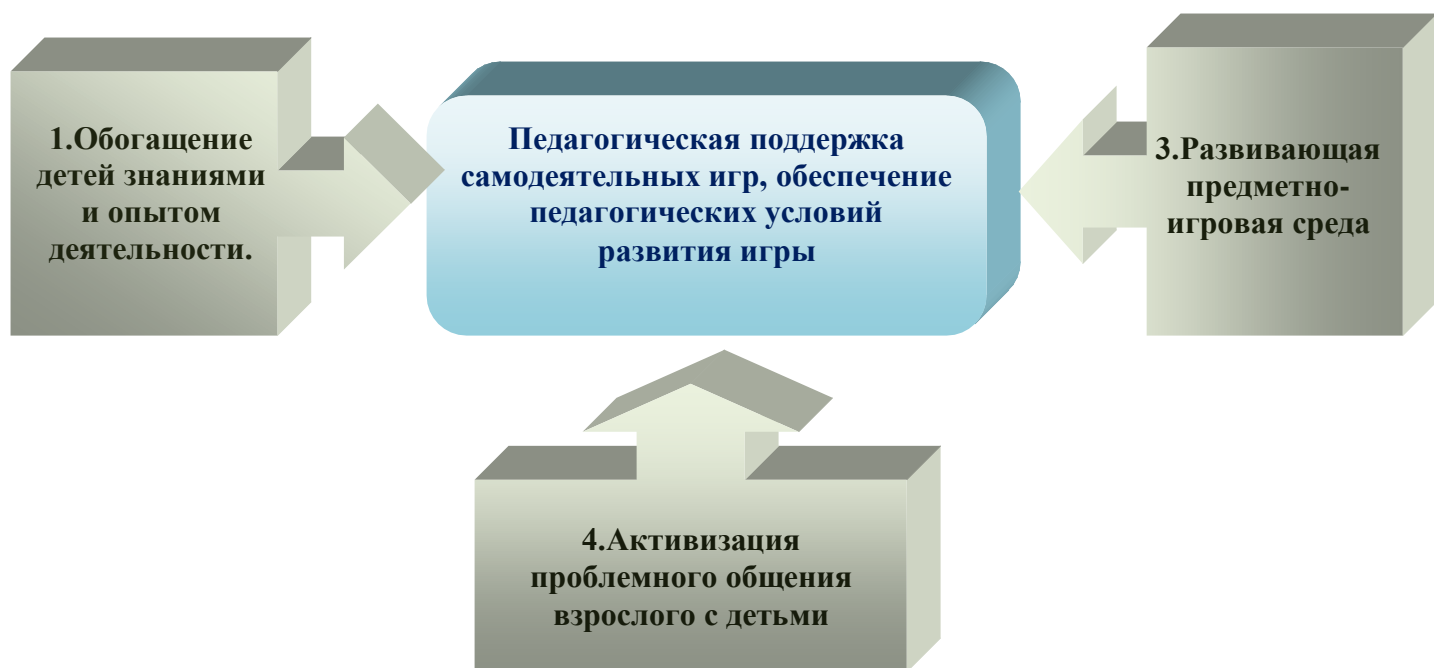 1.Обогащение
детей знаниями
и опытом
деятельности.
Педагогическая поддержка
самодеятельных игр, обеспечение
педагогических условий
развития игры
3.Развивающая
предметно-
игровая среда
4.Активизация
проблемного общения
взрослого с детьми